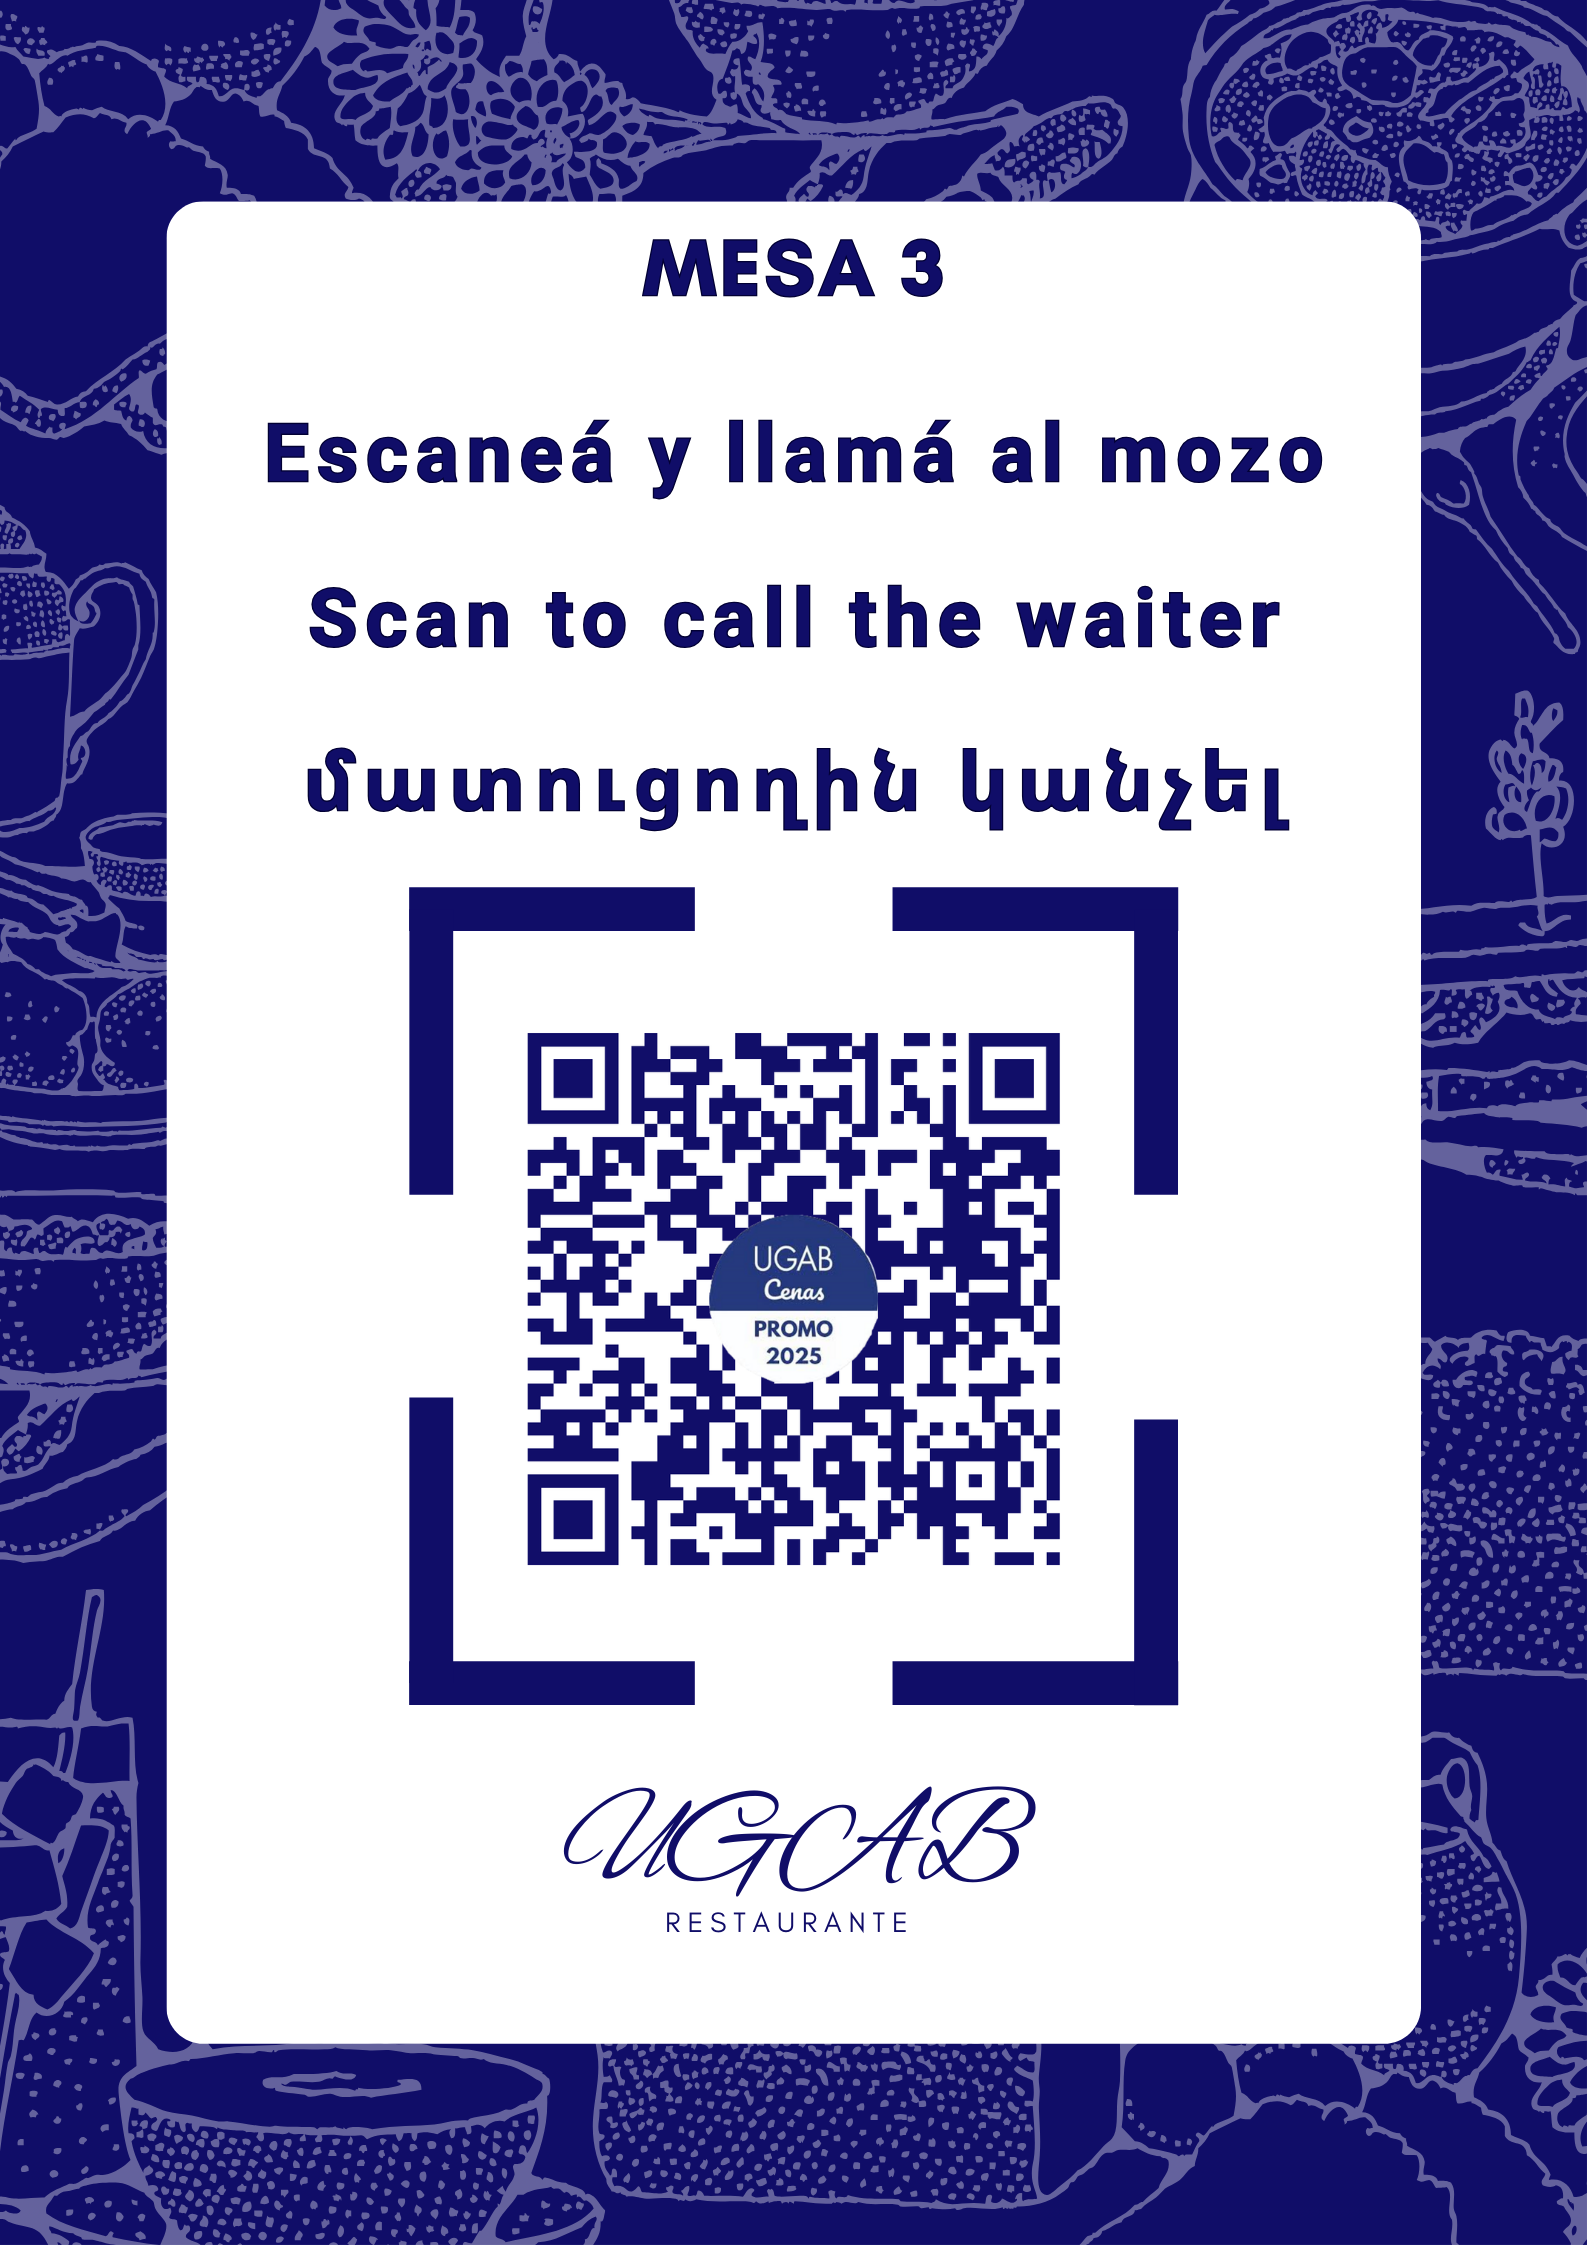 MESA 3
Escaneá y llamá al mozo
Scan to call the waiter
մատուցողին կանչել
UGAB
Cenas
PROMO
2025
UGAB
RESTAURANTE